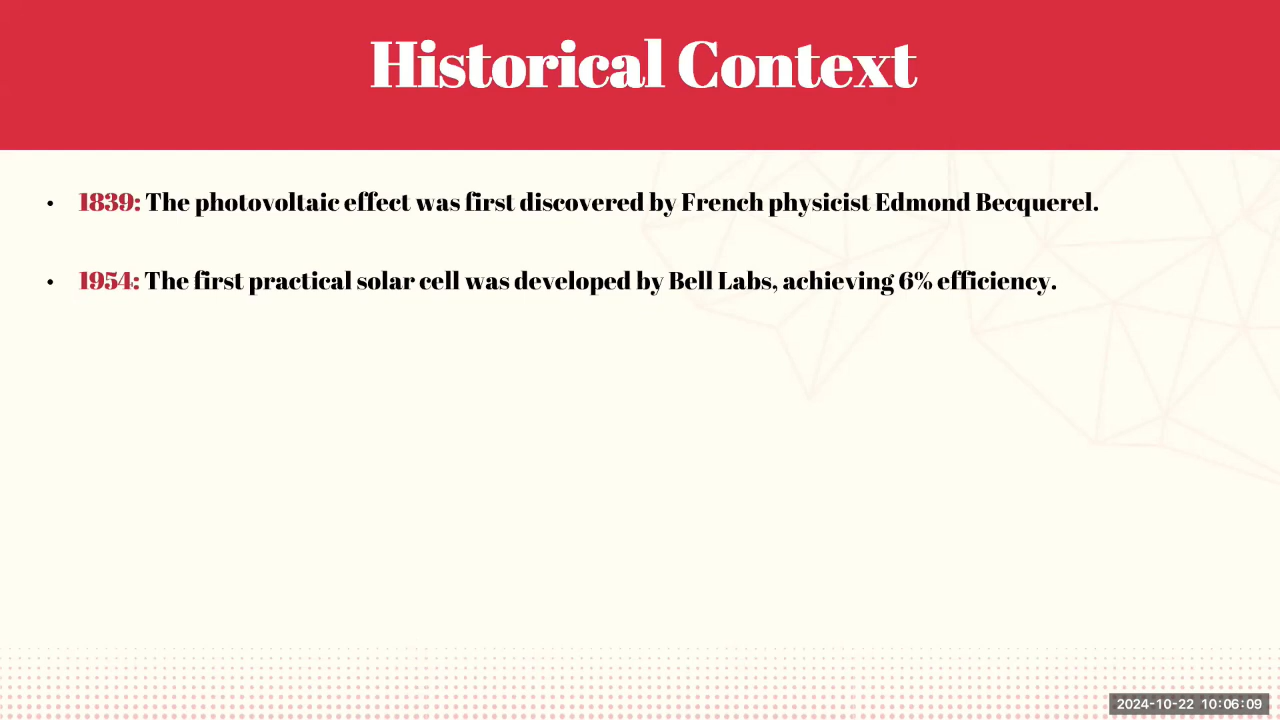 Historical Context
• 1839: The photovoltaic effect was first discovered by French physicist Edmond Becquerel.
• 1954: The first practical solar cell was developed by Bell Labs, achieving 6% efficiency.
2024-10-22 10:06:09